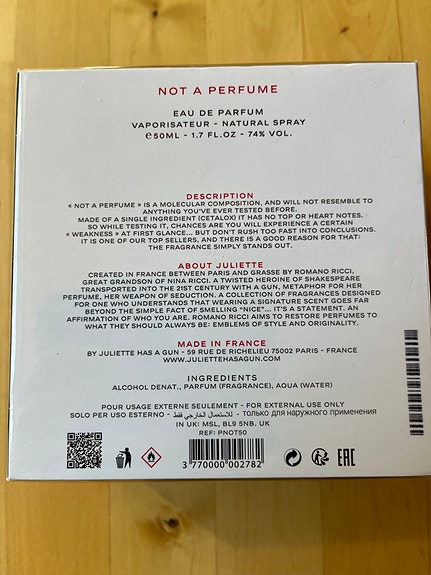 NOT A PERFUME
EAU DE PARFUM
VAPORISATEUR - NATURAL SPRAY
℮50ML - 1.7 FL.OZ - 74% VOL.
DESCRIPTION
« NOT A PERFUME » IS A MOLECULAR COMPOSITION, AND WILL NOT RESEMBLE TO
ANYTHING YOU'VE EVER TESTED BEFORE.
MADE OF A SINGLE INGREDIENT (CETALOX) IT HAS NO TOP OR HEART NOTES.
SO WHILE TESTING IT, CHANCES ARE YOU WILL EXPERIENCE A CERTAIN
« WEAKNESS » AT FIRST GLANCE... BUT DON'T RUSH TOO FAST INTO CONCLUSIONS.
IT IS ONE OF OUR TOP SELLERS, AND THERE IS A GOOD REASON FOR THAT:
THE FRAGRANCE SIMPLY STANDS OUT.
ABOUT JULIETTE
CREATED IN FRANCE BETWEEN PARIS AND GRASSE BY ROMANO RICCI,
GREAT GRANDSON OF NINA RICCI. A TWISTED HEROINE OF SHAKESPEARE
TRANSPORTED INTO THE 21ST CENTURY WITH A GUN, METAPHOR FOR HER
PERFUME, HER WEAPON OF SEDUCTION. A COLLECTION OF FRAGRANCES DESIGNED
FOR ONE WHO UNDERSTANDS THAT WEARING A SIGNATURE SCENT GOES FAR
BEYOND THE SIMPLE FACT OF SMELLING "NICE"... IT'S A STATEMENT. AN
AFFIRMATION OF WHO YOU ARE. ROMANO RICCI AIMS TO RESTORE PERFUMES TO
WHAT THEY SHOULD ALWAYS BE: EMBLEMS OF STYLE AND ORIGINALITY.
MADE IN FRANCE
BY JULIETTE HAS A GUN - 59 RUE DE RICHELIEU 75002 PARIS - FRANCE
WWW.JULIETTEHASAGUN.COM
INGREDIENTS
ALCOHOL DENAT., PARFUM (FRAGRANCE), AQUA (WATER)
POUR USAGE EXTERNE SEULEMENT - FOR EXTERNAL USE ONLY
SOLO PER USO ESTERNO - للاستعمال الخارجي فقط - только для наружного применения
IN UK: MSL, BL9 5NB. UK
REF: PNOT50
3 770000 002782
EAC